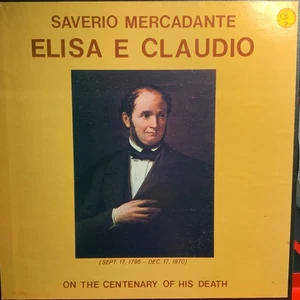 SAVERIO MERCADANTE
ELISA E CLAUDIO
(SEPT. 17, 1795 – DEC. 17, 1870)
ON THE CENTENARY OF HIS DEATH